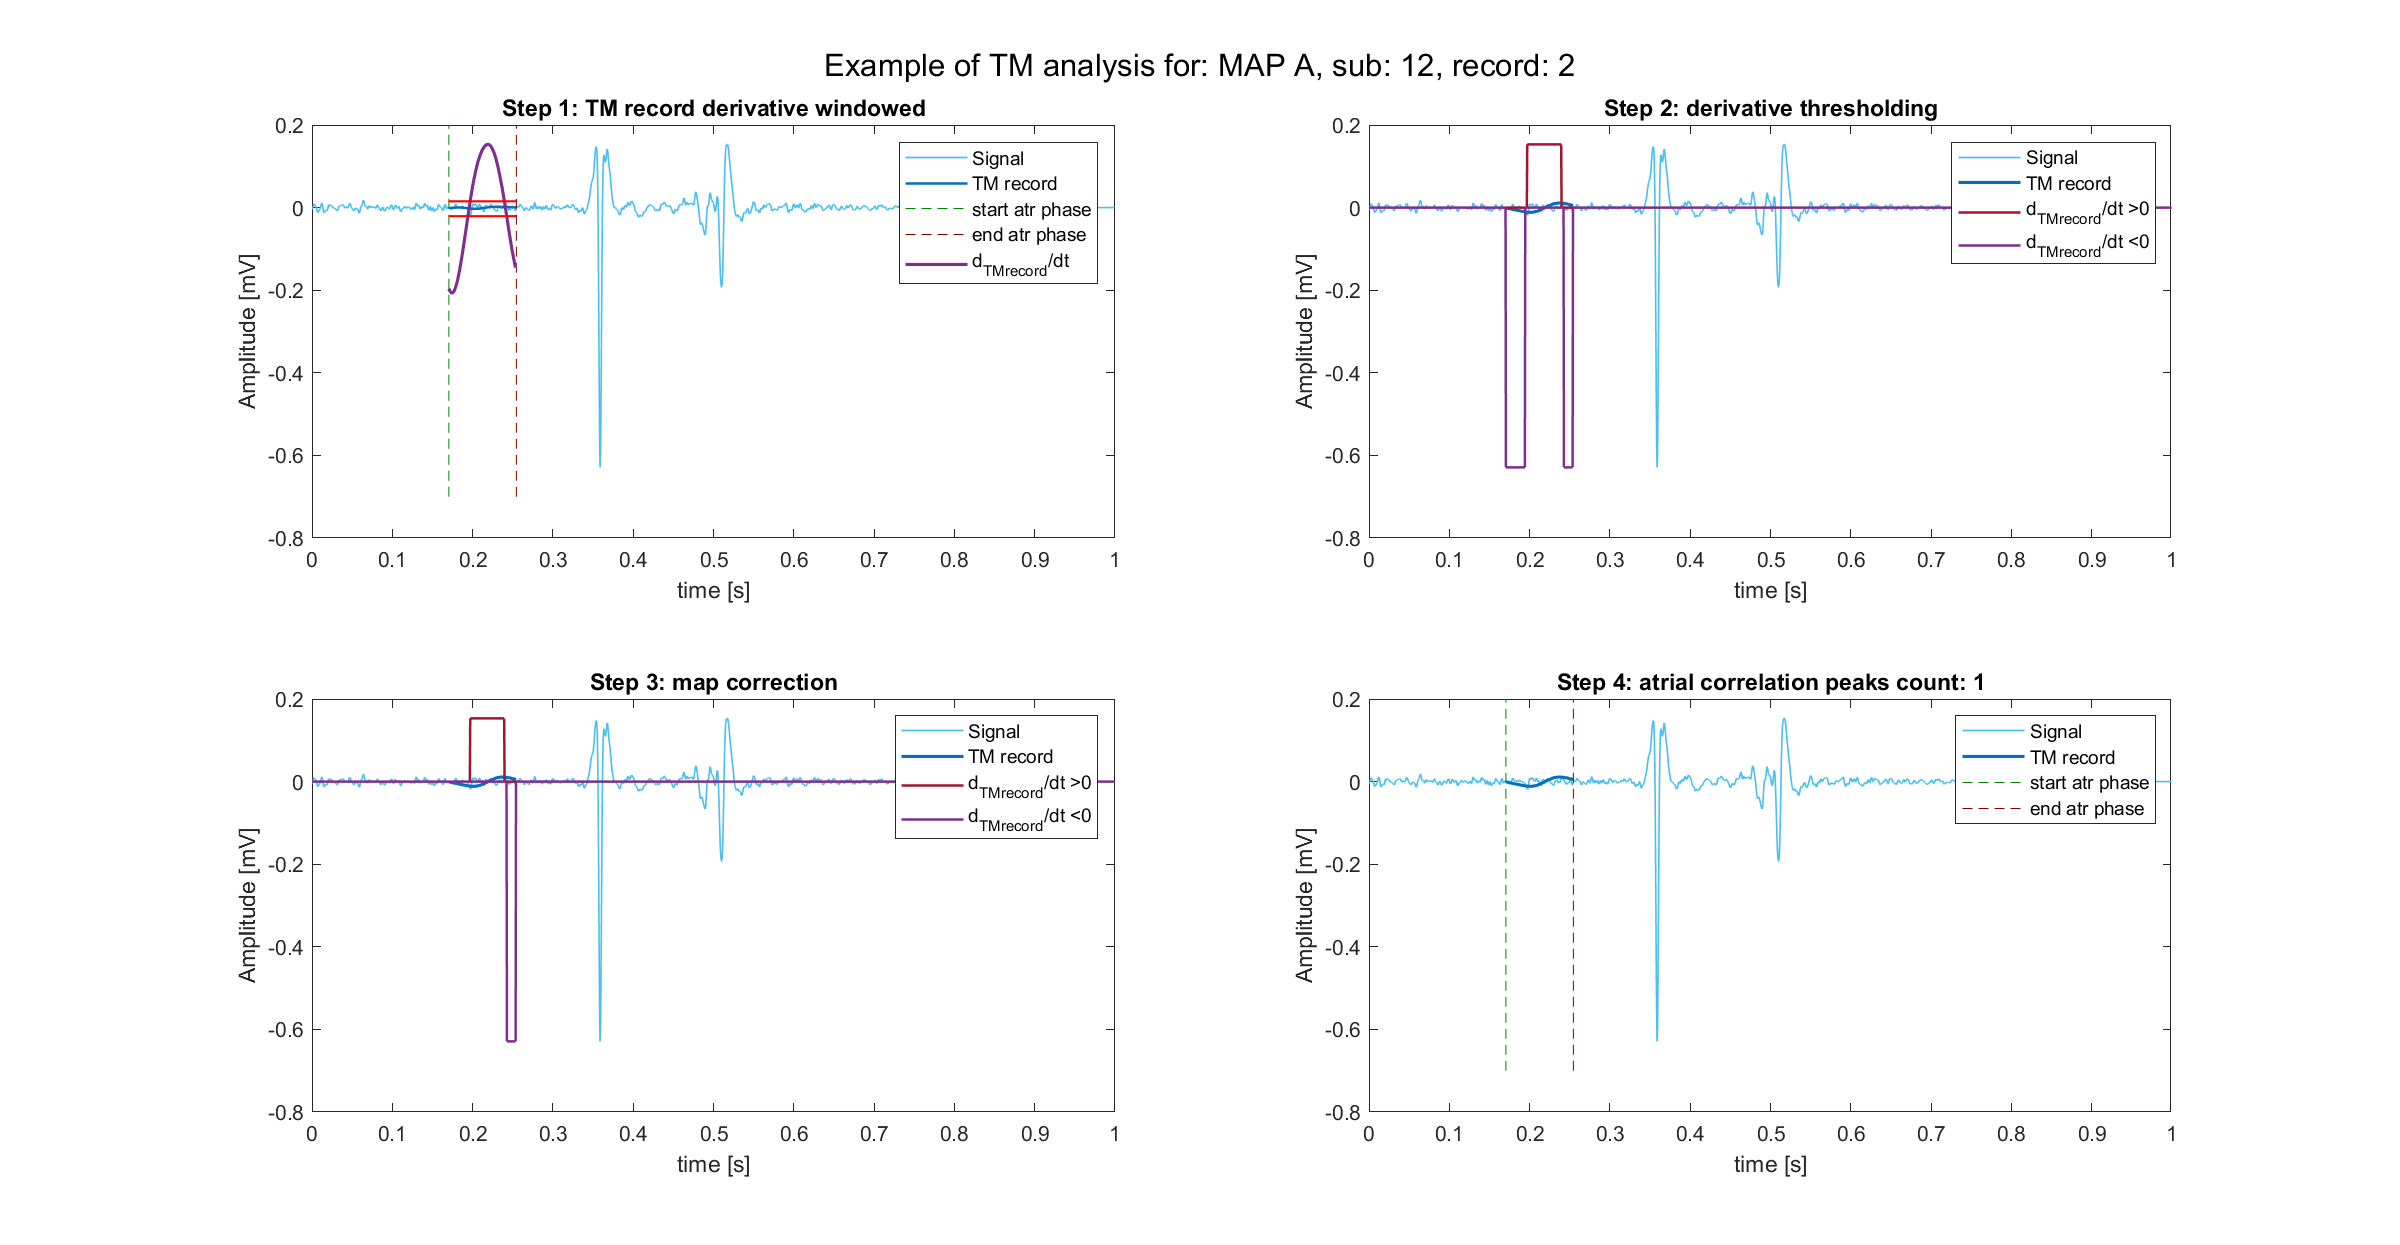 Example of TM analysis for: MAP A, sub: 12, record: 2
Step 1: TM record derivative windowed
0.2
0
-0.2
-0.4
-0.6
-0.8
Amplitude [mV]
0 0.1 0.2 0.3 0.4 0.5 0.6 0.7 0.8 0.9 1
time [s]
Signal
TM record
start atr phase
end atr phase
d_TMrecord/dt
Step 2: derivative thresholding
0.2
0
-0.2
-0.4
-0.6
-0.8
Amplitude [mV]
0 0.1 0.2 0.3 0.4 0.5 0.6 0.7 0.8 0.9 1
time [s]
Signal
TM record
d_TMrecord/dt >0
d_TMrecord/dt <0
Step 3: map correction
0.2
0
-0.2
-0.4
-0.6
-0.8
Amplitude [mV]
0 0.1 0.2 0.3 0.4 0.5 0.6 0.7 0.8 0.9 1
time [s]
Signal
TM record
d_TMrecord/dt >0
d_TMrecord/dt <0
Step 4: atrial correlation peaks count: 1
0.2
0
-0.2
-0.4
-0.6
-0.8
Amplitude [mV]
0 0.1 0.2 0.3 0.4 0.5 0.6 0.7 0.8 0.9 1
time [s]
Signal
TM record
start atr phase
end atr phase